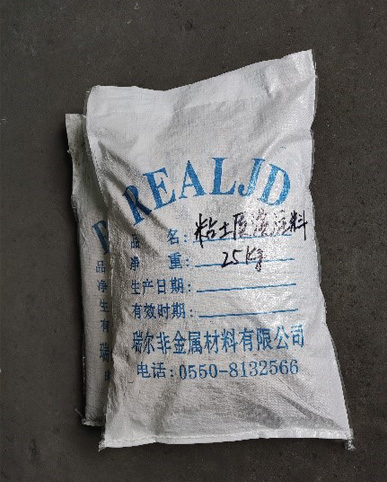 REALJD
品 名：粘土质浇注料
净 重：25kg
生产日期：
有效时期：
瑞尔非金属材料有限公司
电话：0550-8132566